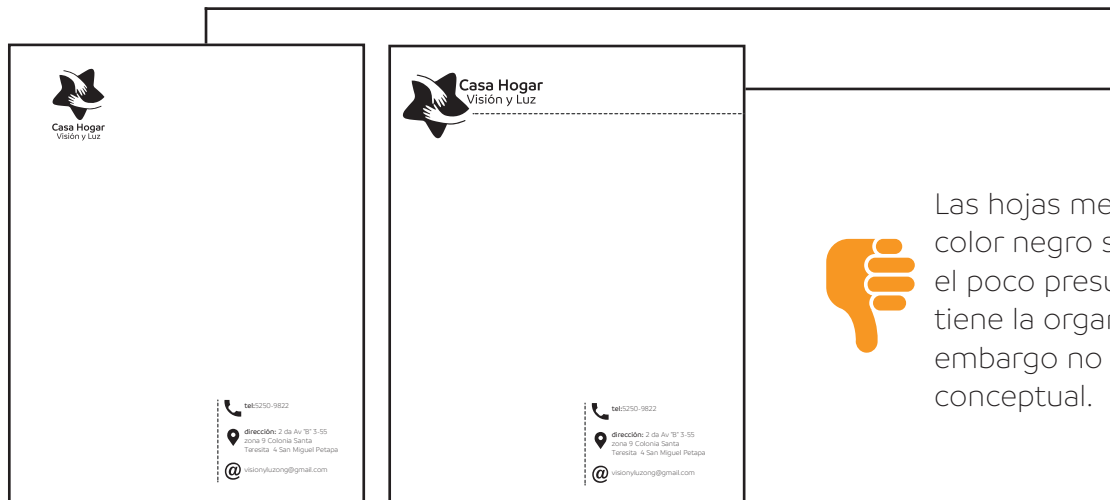 Casa Hogar
Visión y Luz
tel:5250-9822
dirección: 2 da Av "B" 3-55
zona 9 Colonia Santa
Teresita 4 San Miguel Petapa
@ visionyluzong@gmail.com
Casa Hogar
Visión y Luz
tel:5250-9822
dirección: 2 da Av "B" 3-55
zona 9 Colonia Santa
Teresita 4 San Miguel Petapa
@ visionyluzong@gmail.com
Las hojas me
color negro s
el poco presu
tiene la organ
embargo no
conceptual.